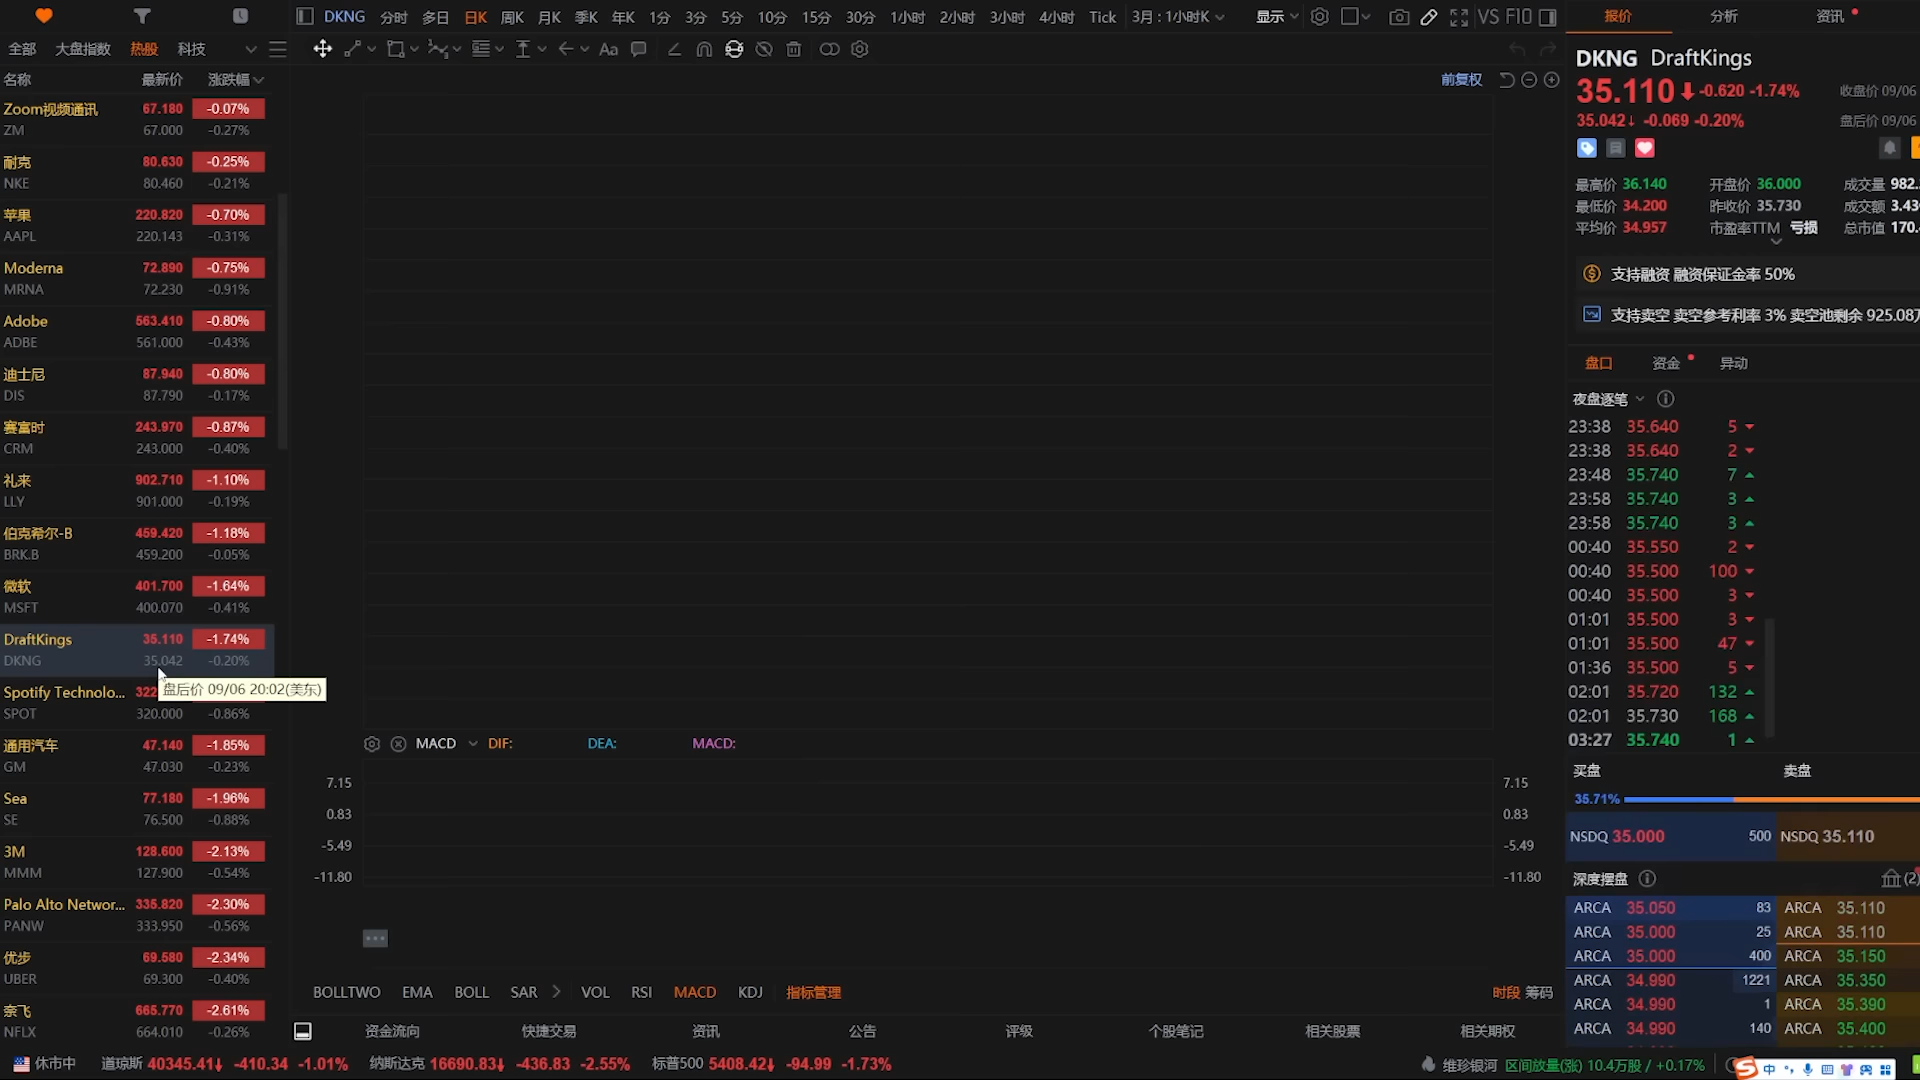 DKNG 分时 多日 日K 周K 月K 季K 年K 1分 3分 5分 10分 15分 30分 1小时 2小时 3小时 4小时 Tick 3月 : 1小时K 显示 VS F10
报价 分析 资讯
全部 大盘指数 热股 科技
Aa
名称 最新价 涨跌幅
前复权
Zoom视频通讯 67.180 -0.07%
ZM 67.000 -0.27%
耐克 80.630 -0.25%
NKE 80.460 -0.21%
苹果 220.820 -0.70%
AAPL 220.143 -0.31%
Moderna 72.890 -0.75%
MRNA 72.230 -0.91%
Adobe 563.410 -0.80%
ADBE 561.000 -0.43%
迪士尼 87.940 -0.80%
DIS 87.790 -0.17%
赛富时 243.970 -0.87%
CRM 243.000 -0.40%
礼来 902.710 -1.10%
LLY 901.000 -0.19%
伯克希尔-B 459.420 -1.18%
BRK.B 459.200 -0.05%
微软 401.700 -1.64%
MSFT 400.070 -0.41%
DraftKings 35.110 -1.74%
DKNG 35.042 -0.20%
盘后价 09/06 20:02(美东)
Spotify Technolo... 322
SPOT 320.000 -0.86%
通用汽车 47.140 -1.85%
GM 47.030 -0.23%
Sea 77.180 -1.96%
SE 76.500 -0.88%
3M 128.600 -2.13%
MMM 127.900 -0.54%
Palo Alto Networ... 335.820 -2.30%
PANW 333.950 -0.56%
优步 69.580 -2.34%
UBER 69.300 -0.40%
奈飞 665.770 -2.61%
NFLX 664.010 -0.26%
MACD DIF: DEA: MACD:
7.15 7.15
0.83 0.83
-5.49 -5.49
-11.80 -11.80
BOLLTWO EMA BOLL SAR VOL RSI MACD KDJ 指标管理 时段 筹码
资金流向 快捷交易 资讯 公告 评级 个股笔记 相关股票 相关期权
DKNG DraftKings
35.110 -0.620 -1.74% 收盘价 09/06
35.042↓ -0.069 -0.20% 盘后价 09/06
最高价 36.140 开盘价 36.000 成交量 982.
最低价 34.200 昨收价 35.730 成交额 3.43
平均价 34.957 市盈率TTM 亏损 总市值 170.
支持融资 融资保证金率 50%
支持卖空 卖空参考利率 3% 卖空池剩余 925.08万
盘口 资金 异动
夜盘逐笔
23:38 35.640 5
23:38 35.640 2
23:48 35.740 7
23:58 35.740 3
23:58 35.740 3
00:40 35.550 2
00:40 35.500 100
00:40 35.500 3
01:01 35.500 3
01:01 35.500 47
01:36 35.500 5
02:01 35.720 132
02:01 35.730 168
03:27 35.740 1
买盘 卖盘
35.71%
NSDQ 35.000 500 NSDQ 35.110
深度摆盘 (2)
ARCA 35.050 83 ARCA 35.110
ARCA 35.000 25 ARCA 35.110
ARCA 35.000 400 ARCA 35.150
ARCA 34.990 1221 ARCA 35.350
ARCA 34.990 1 ARCA 35.390
ARCA 34.990 140 ARCA 35.400
休市中 道琼斯 40345.41↓ -410.34 -1.01% 纳斯达克 16690.83↓ -436.83 -2.55% 标普500 5408.42↓ -94.99 -1.73% 维珍银河 区间放量(涨) 10.4万股 / +0.17% 中